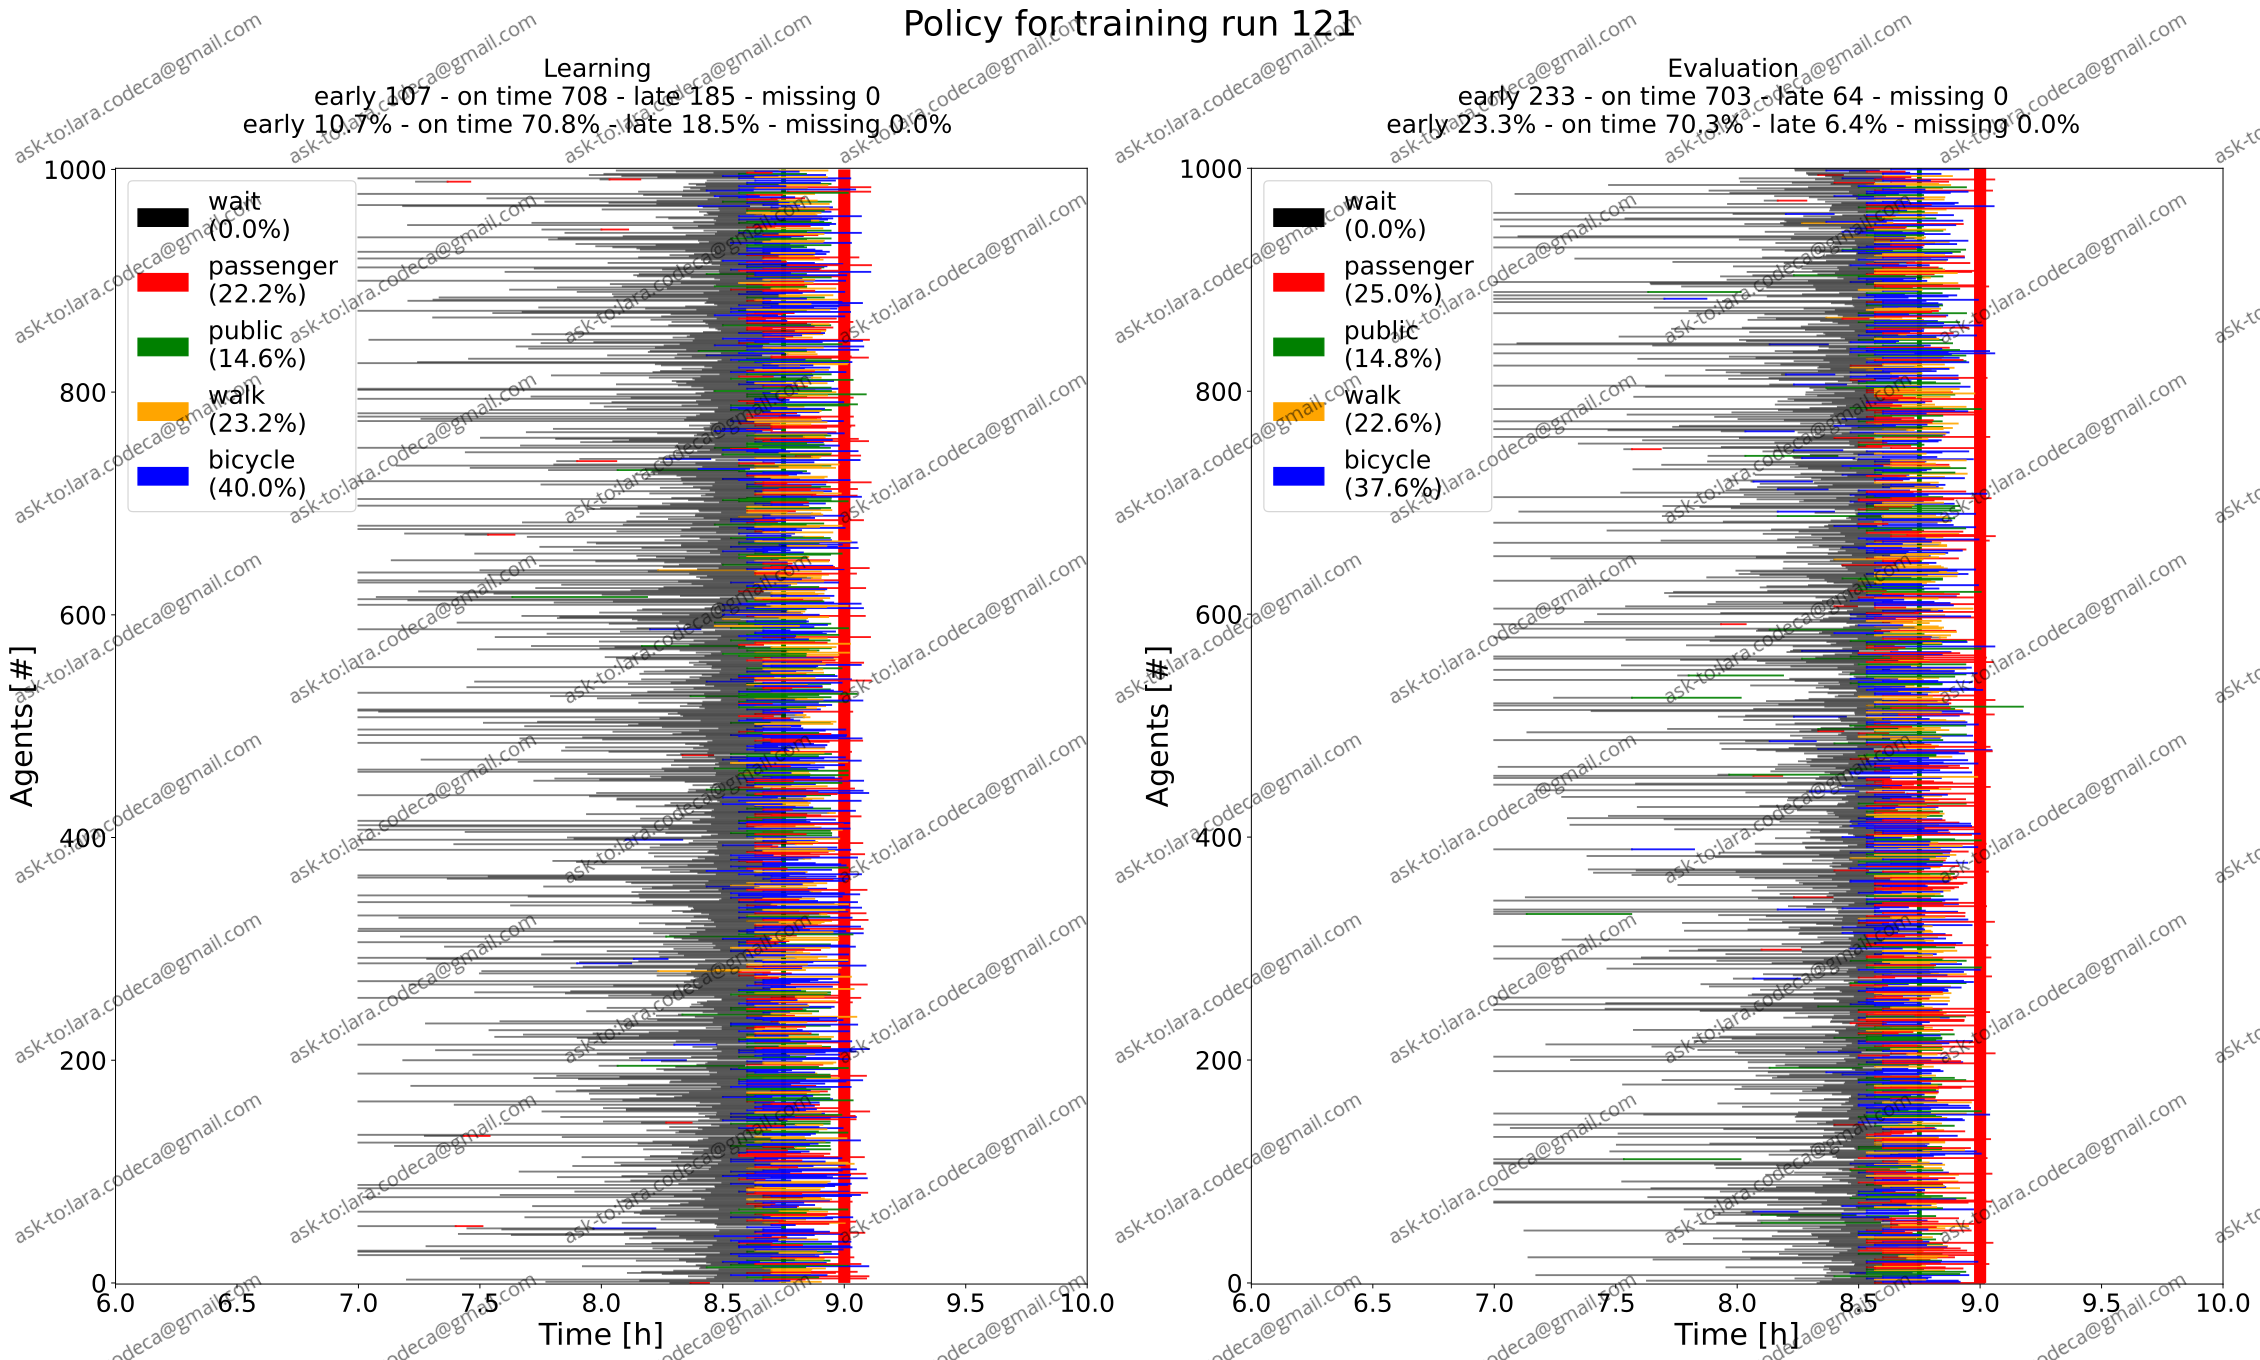 Policy for training run 121
Learning
early 107 - on time 708 - late 185 - missing 0
early 10.7% - on time 70.8% - late 18.5% - missing 0.0%
1000
800
600
400
200
0
Agents [#]
wait
(0.0%)
passenger
(22.2%)
public
(14.6%)
walk
(23.2%)
bicycle
(40.0%)
6.0 6.5 7.0 7.5 8.0 8.5 9.0 9.5 10.0
Time [h]
Evaluation
early 233 - on time 703 - late 64 - missing 0
early 23.3% - on time 70.3% - late 6.4% - missing 0.0%
1000
800
600
400
200
0
Agents [#]
wait
(0.0%)
passenger
(25.0%)
public
(14.8%)
walk
(22.6%)
bicycle
(37.6%)
6.0 6.5 7.0 7.5 8.0 8.5 9.0 9.5 10.0
Time [h]
ask-to:lara.codeca@gmail.com